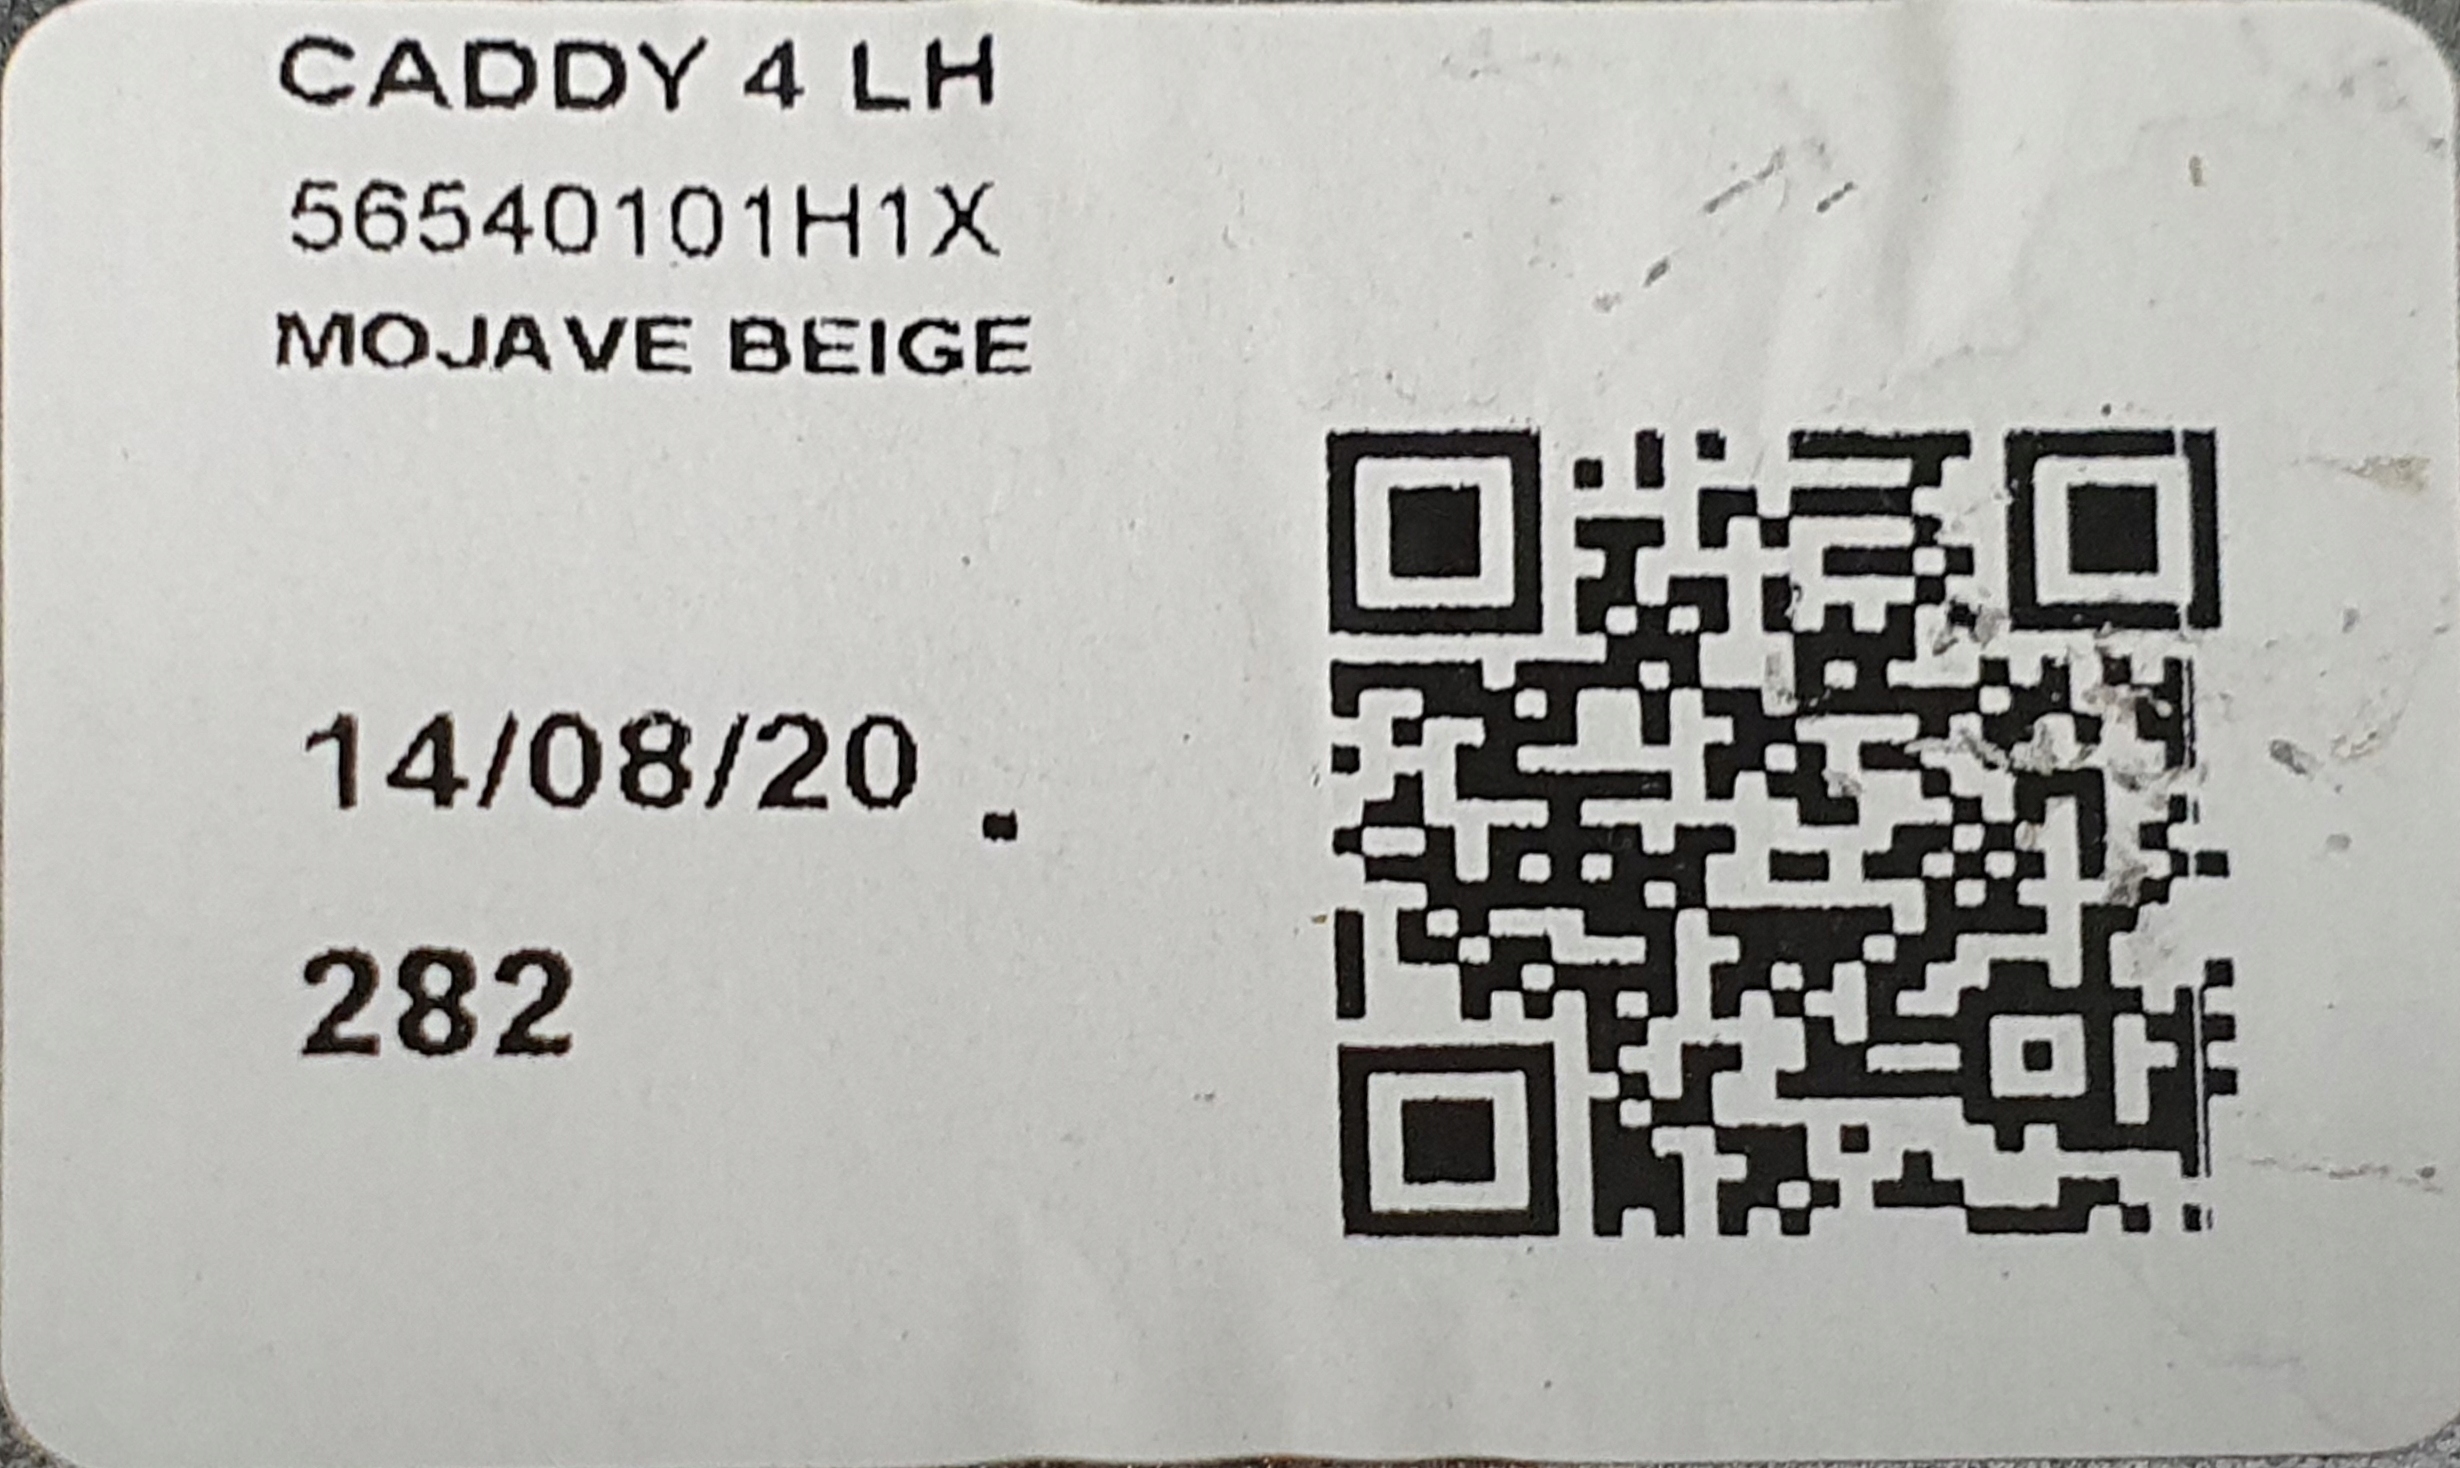 CADDY 4 LH
56540101H1X
MOJAVE BEIGE
14/08/20 .
282